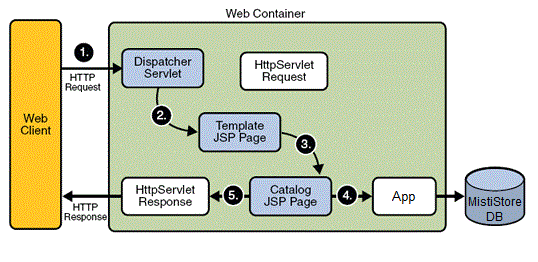 Web Container
1.
HTTP
Request
Dispatcher
Servlet
HttpServlet
Request
Web
Client
2.
Template
JSP Page
3.
HttpServlet
Response
5.
Catalog
JSP Page
4.
App
MistiStore
DB
HTTP
Response